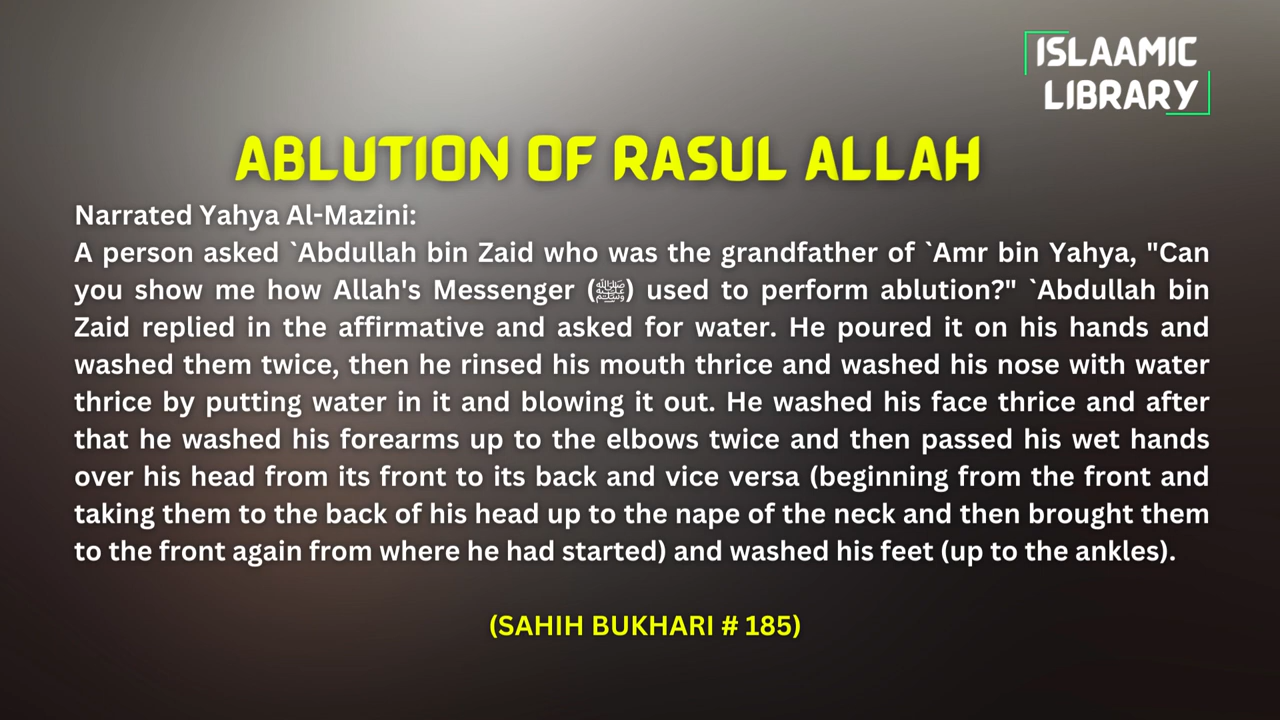 ISLAAMIC
LIBRARY
ABLUTION OF RASUL ALLAH
Narrated Yahya Al-Mazini:
A person asked `Abdullah bin Zaid who was the grandfather of `Amr bin Yahya, "Can
you show me how Allah's Messenger (ﷺ) used to perform ablution?" `Abdullah bin
Zaid replied in the affirmative and asked for water. He poured it on his hands and
washed them twice, then he rinsed his mouth thrice and washed his nose with water
thrice by putting water in it and blowing it out. He washed his face thrice and after
that he washed his forearms up to the elbows twice and then passed his wet hands
over his head from its front to its back and vice versa (beginning from the front and
taking them to the back of his head up to the nape of the neck and then brought them
to the front again from where he had started) and washed his feet (up to the ankles).
(SAHIH BUKHARI # 185)